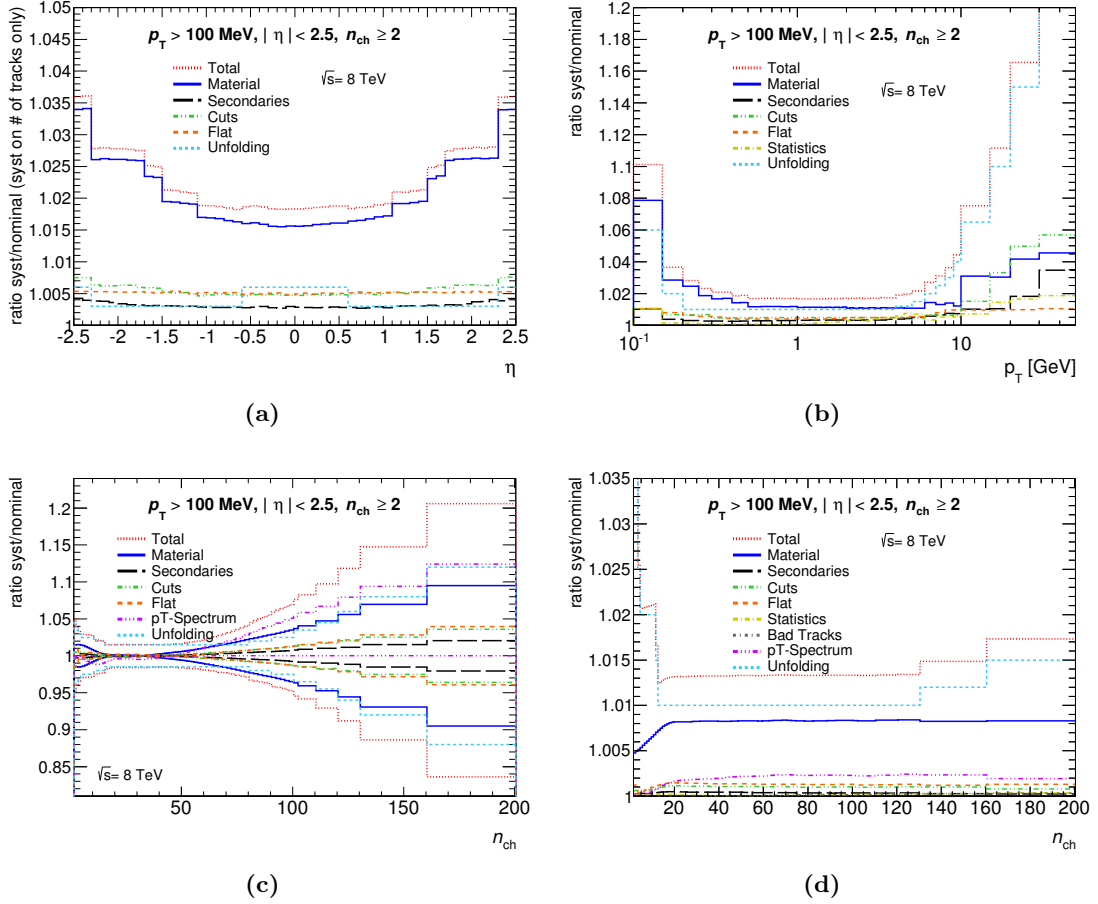 ratio syst/nominal (syst on # of tracks only)
1.05
1.045
1.04
1.035
1.03
1.025
1.02
1.015
1.01
1.005
1
p_T > 100 MeV, | η | < 2.5, n_ch ≥ 2
√s= 8 TeV
Total
Material
Secondaries
Cuts
Flat
Unfolding
-2.5 -2 -1.5 -1 -0.5 0 0.5 1 1.5 2 2.5
η
(a)
ratio syst/nominal
1.2
1.18
1.16
1.14
1.12
1.1
1.08
1.06
1.04
1.02
1
p_T > 100 MeV, | η | < 2.5, n_ch ≥ 2
√s= 8 TeV
Total
Material
Secondaries
Cuts
Flat
Statistics
Unfolding
10^-1 1 10
p_T [GeV]
(b)
ratio syst/nominal
1.2
1.15
1.1
1.05
1
0.95
0.9
0.85
p_T > 100 MeV, | η | < 2.5, n_ch ≥ 2
Total
Material
Secondaries
Cuts
Flat
pT-Spectrum
Unfolding
√s= 8 TeV
50 100 150 200
n_ch
(c)
ratio syst/nominal
1.035
1.03
1.025
1.02
1.015
1.01
1.005
1
p_T > 100 MeV, | η | < 2.5, n_ch ≥ 2
√s= 8 TeV
Total
Material
Secondaries
Cuts
Flat
Statistics
Bad Tracks
pT-Spectrum
Unfolding
20 40 60 80 100 120 140 160 180 200
n_ch
(d)